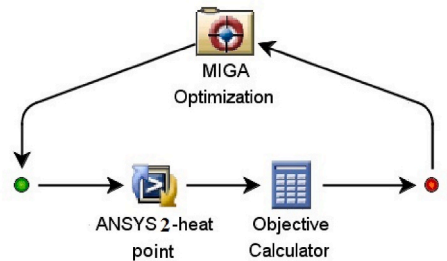 MIGA
Optimization
ANSYS 2-heat
point
Objective
Calculator